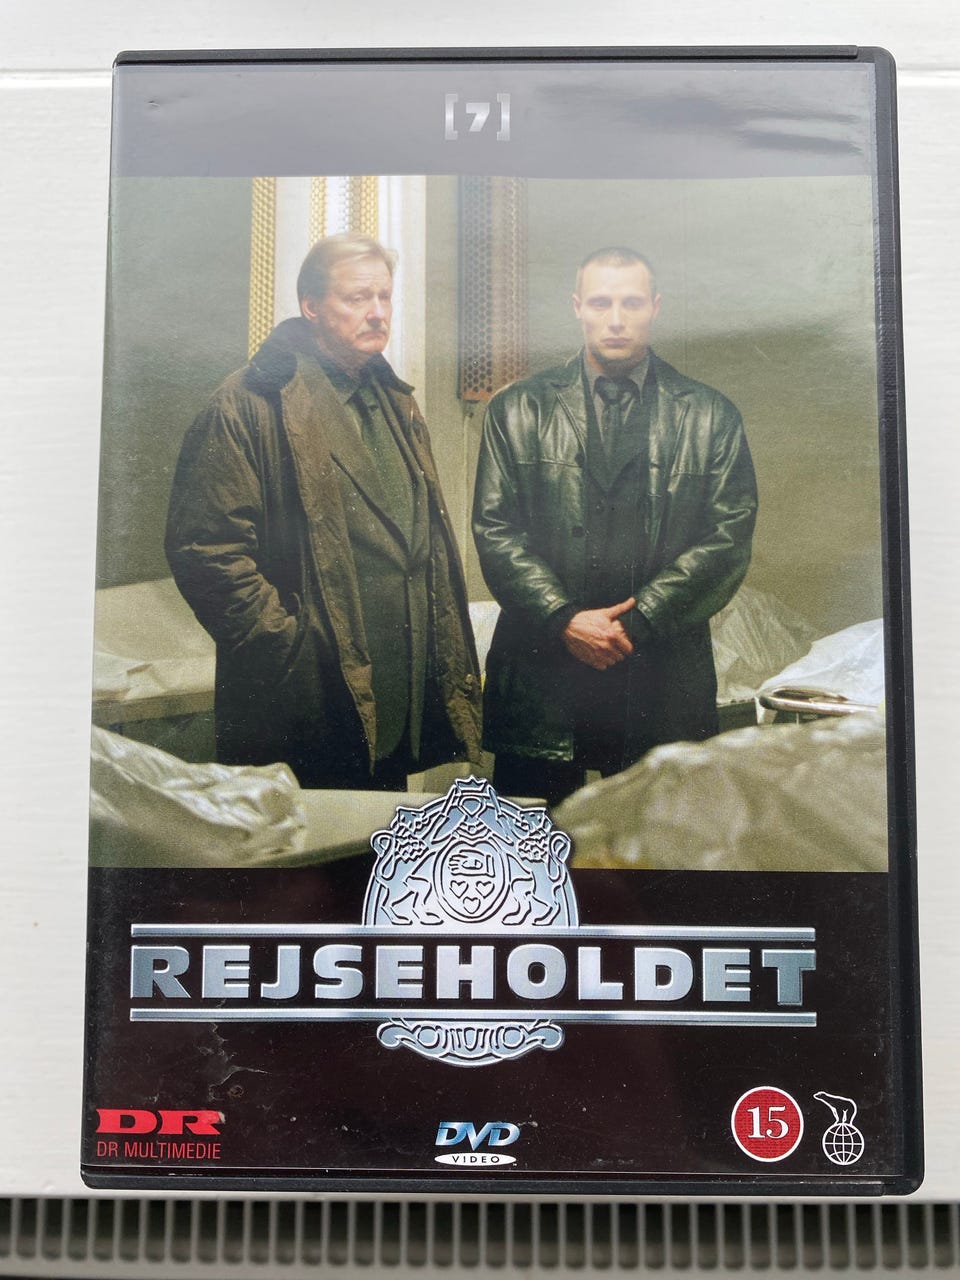 [7]
REJSEHOLDET
DR
DR MULTIMEDIE
DVD
VIDEO
15